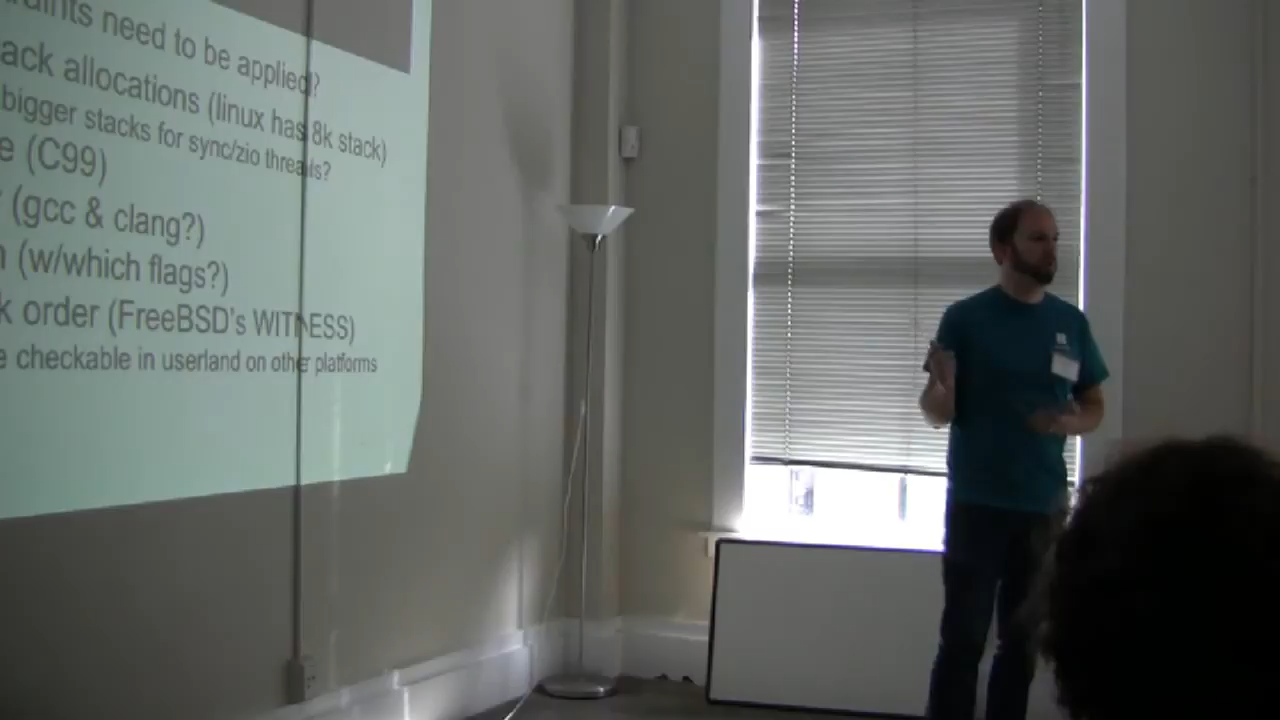 need to be applied?
allocations (linux has 8k stack)
bigger stacks for sync/zio threads?
(C99)
(gcc & clang?)
(w/which flags?)
order (FreeBSD's WITNESS)
checkable in userland on other platforms